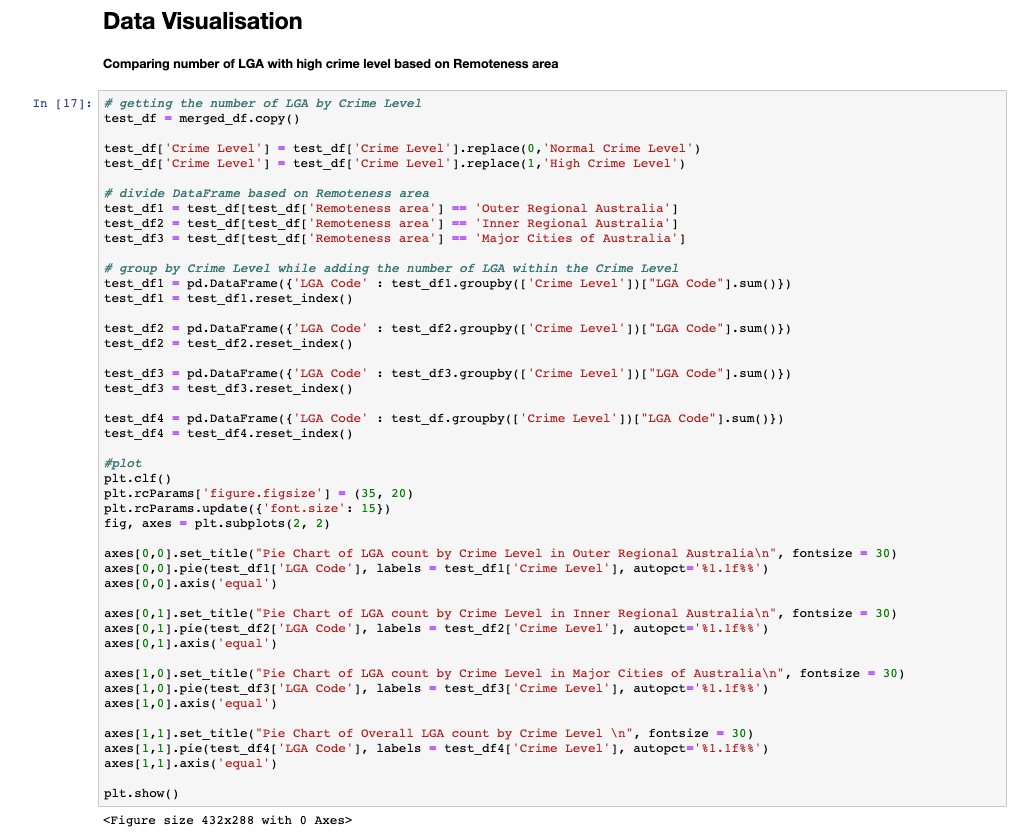 Data Visualisation
Comparing number of LGA with high crime level based on Remoteness area
In [17]:
# getting the number of LGA by Crime Level
test_df = merged_df.copy()
test_df['Crime Level'] = test_df['Crime Level'].replace(0,'Normal Crime Level')
test_df['Crime Level'] = test_df['Crime Level'].replace(1,'High Crime Level')
# divide DataFrame based on Remoteness area
test_df1 = test_df[test_df['Remoteness area'] == 'Outer Regional Australia']
test_df2 = test_df[test_df['Remoteness area'] == 'Inner Regional Australia']
test_df3 = test_df[test_df['Remoteness area'] == 'Major Cities of Australia']
# group by Crime Level while adding the number of LGA within the Crime Level
test_df1 = pd.DataFrame({'LGA Code' : test_df1.groupby(['Crime Level'])["LGA Code"].sum()})
test_df1 = test_df1.reset_index()
test_df2 = pd.DataFrame({'LGA Code' : test_df2.groupby(['Crime Level'])["LGA Code"].sum()})
test_df2 = test_df2.reset_index()
test_df3 = pd.DataFrame({'LGA Code' : test_df3.groupby(['Crime Level'])["LGA Code"].sum()})
test_df3 = test_df3.reset_index()
test_df4 = pd.DataFrame({'LGA Code' : test_df.groupby(['Crime Level'])["LGA Code"].sum()})
test_df4 = test_df4.reset_index()
#plot
plt.clf()
plt.rcParams['figure.figsize'] = (35, 20)
plt.rcParams.update({'font.size': 15})
fig, axes = plt.subplots(2, 2)
axes[0,0].set_title("Pie Chart of LGA count by Crime Level in Outer Regional Australia\n", fontsize = 30)
axes[0,0].pie(test_df1['LGA Code'], labels = test_df1['Crime Level'], autopct='%1.1f%%')
axes[0,0].axis('equal')
axes[0,1].set_title("Pie Chart of LGA count by Crime Level in Inner Regional Australia\n", fontsize = 30)
axes[0,1].pie(test_df2['LGA Code'], labels = test_df2['Crime Level'], autopct='%1.1f%%')
axes[0,1].axis('equal')
axes[1,0].set_title("Pie Chart of LGA count by Crime Level in Major Cities of Australia\n", fontsize = 30)
axes[1,0].pie(test_df3['LGA Code'], labels = test_df3['Crime Level'], autopct='%1.1f%%')
axes[1,0].axis('equal')
axes[1,1].set_title("Pie Chart of Overall LGA count by Crime Level \n", fontsize = 30)
axes[1,1].pie(test_df4['LGA Code'], labels = test_df4['Crime Level'], autopct='%1.1f%%')
axes[1,1].axis('equal')
plt.show()
<Figure size 432x288 with 0 Axes>